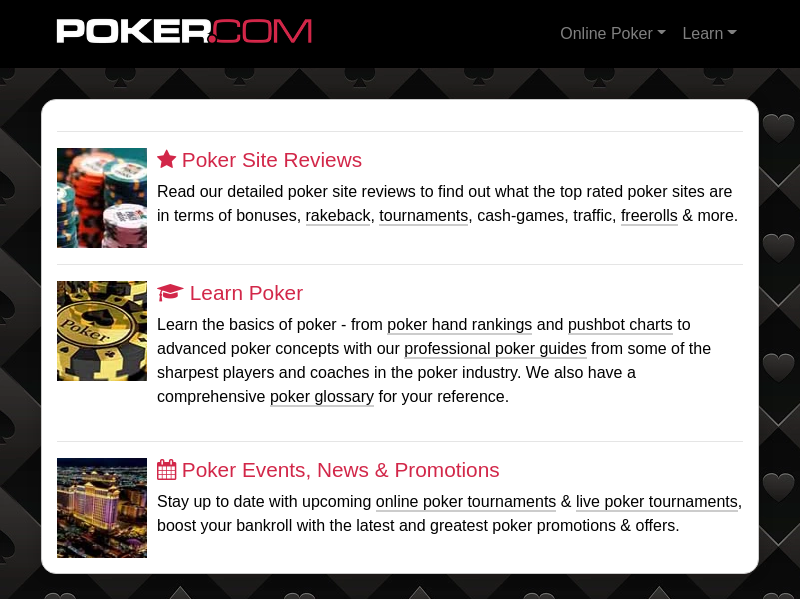 POKER.COM
Online Poker
Learn
Poker Site Reviews
Read our detailed poker site reviews to find out what the top rated poker sites are
in terms of bonuses, rakeback, tournaments, cash-games, traffic, freerolls & more.
Learn Poker
Poker
Learn the basics of poker - from poker hand rankings and pushbot charts to
advanced poker concepts with our professional poker guides from some of the
sharpest players and coaches in the poker industry. We also have a
comprehensive poker glossary for your reference.
Poker Events, News & Promotions
Stay up to date with upcoming online poker tournaments & live poker tournaments,
boost your bankroll with the latest and greatest poker promotions & offers.